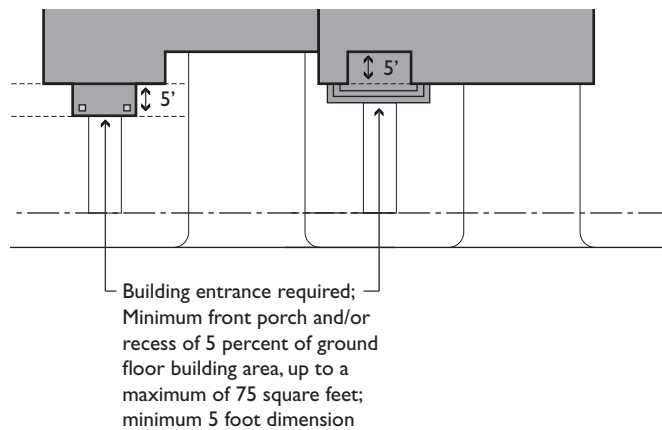 5’
5’
Building entrance required;
Minimum front porch and/or
recess of 5 percent of ground
floor building area, up to a
maximum of 75 square feet;
minimum 5 foot dimension